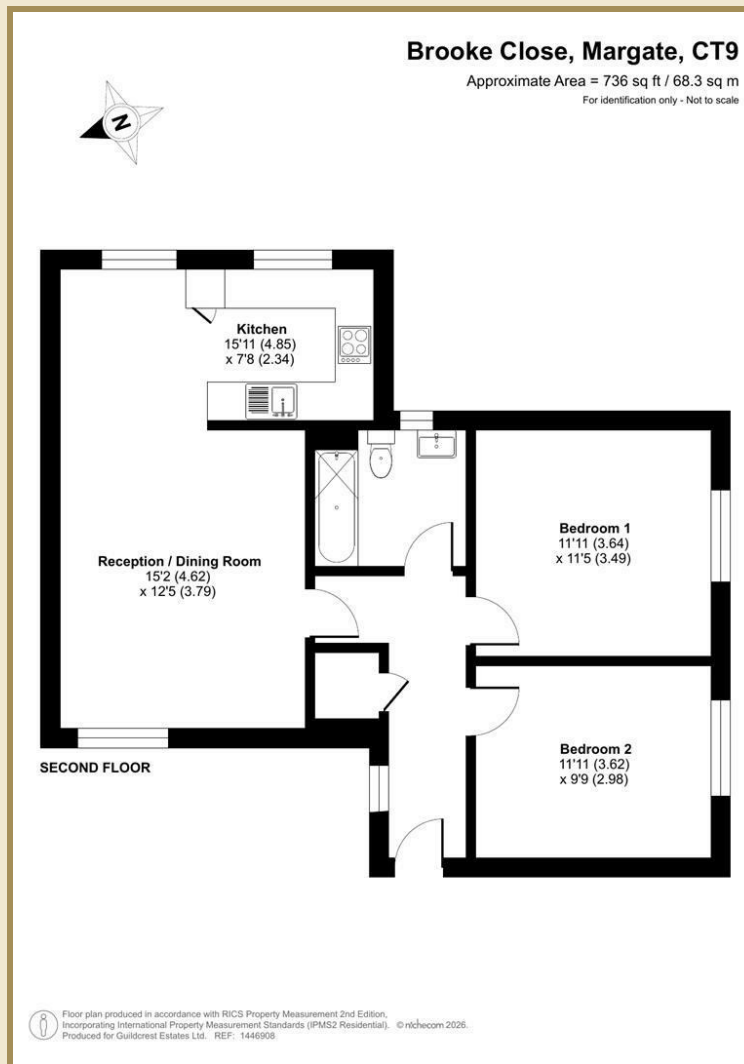 Brooke Close, Margate, CT9
Approximate Area = 736 sq ft / 68.3 sq m
For identification only - Not to scale
N
Kitchen
15'11 (4.85)
x 7'8 (2.34)
Bedroom 1
11'11 (3.64)
x 11'5 (3.49)
Reception / Dining Room
15'2 (4.62)
x 12'5 (3.79)
Bedroom 2
11'11 (3.62)
x 9'9 (2.98)
SECOND FLOOR
Floor plan produced in accordance with RICS Property Measurement 2nd Edition,
Incorporating International Property Measurement Standards (IPMS2 Residential). © nichecom 2026.
Produced for Guildcrest Estates Ltd. REF: 1446908